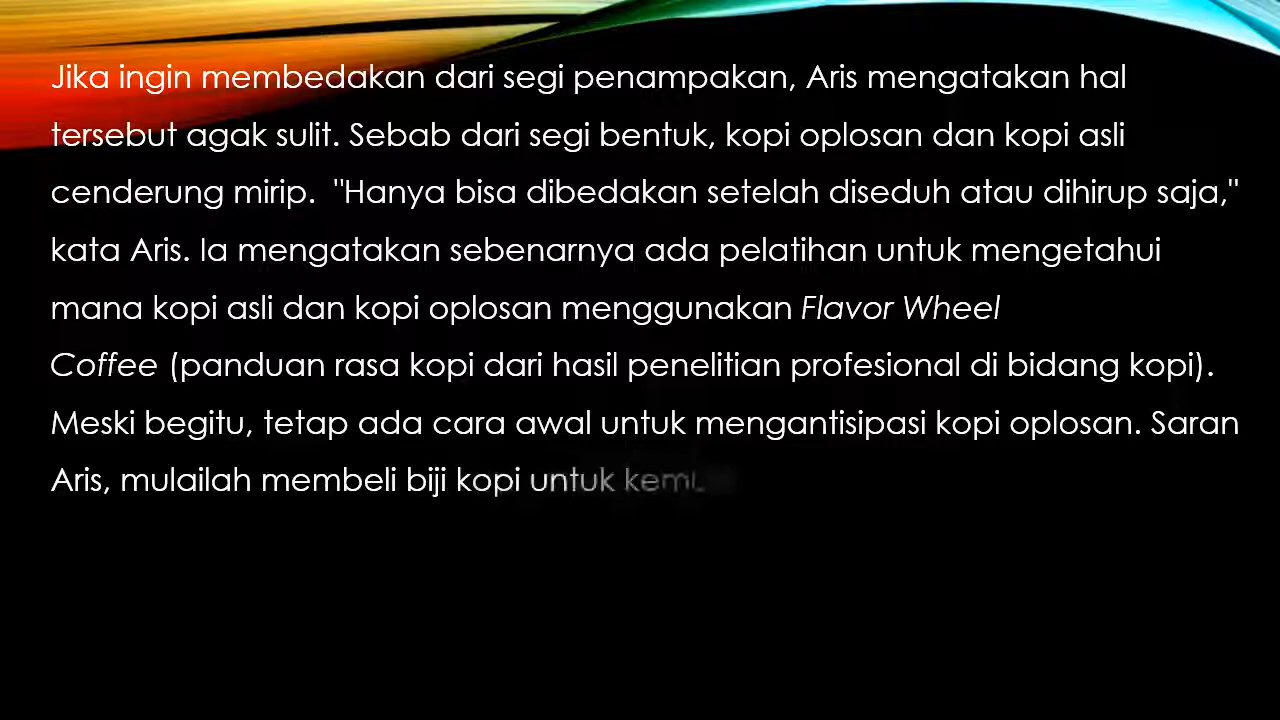 Jika ingin membedakan dari segi penampakan, Aris mengatakan hal
tersebut agak sulit. Sebab dari segi bentuk, kopi oplosan dan kopi asli
cenderung mirip.  "Hanya bisa dibedakan setelah diseduh atau dihirup saja,"
kata Aris. Ia mengatakan sebenarnya ada pelatihan untuk mengetahui
mana kopi asli dan kopi oplosan menggunakan Flavor Wheel
Coffee (panduan rasa kopi dari hasil penelitian profesional di bidang kopi).
Meski begitu, tetap ada cara awal untuk mengantisipasi kopi oplosan. Saran
Aris, mulailah membeli biji kopi untuk